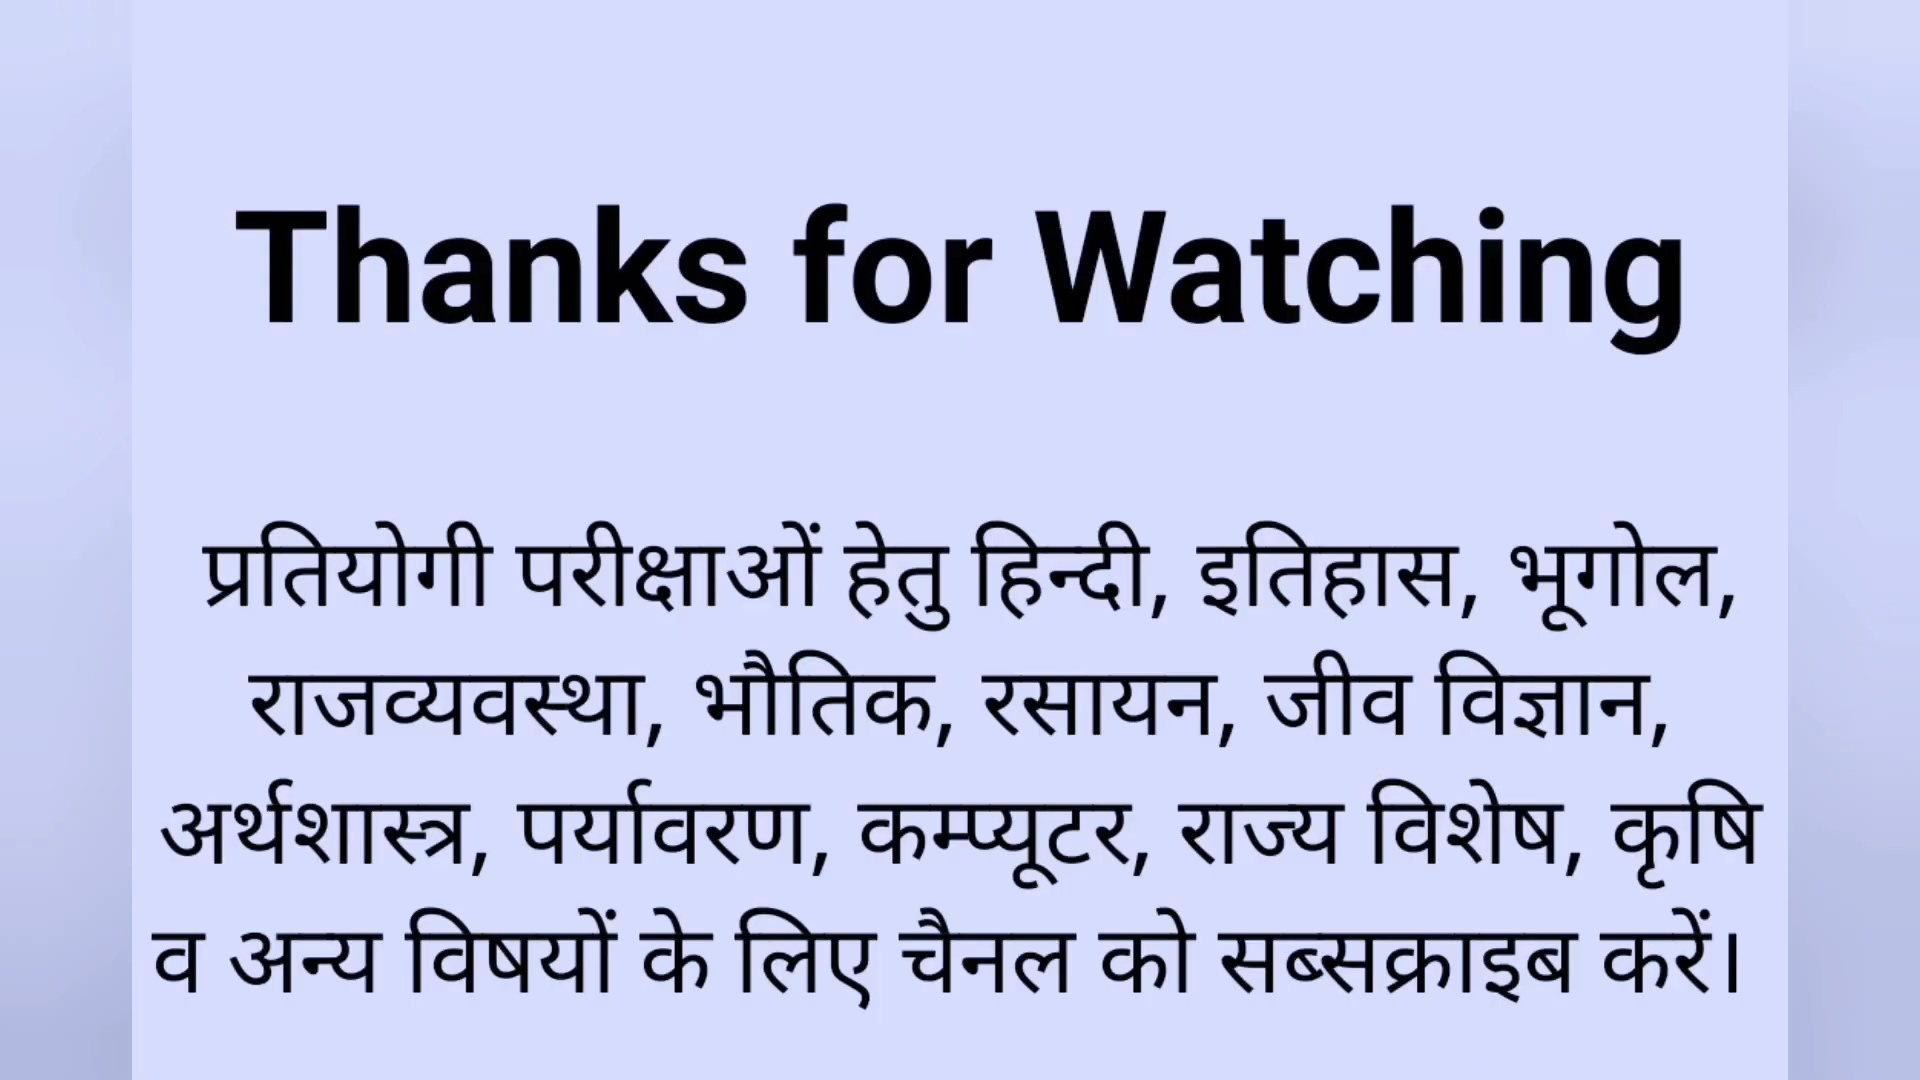 Thanks for Watching
प्रतियोगी परीक्षाओं हेतु हिन्दी, इतिहास, भूगोल,
राजव्यवस्था, भौतिक, रसायन, जीव विज्ञान,
अर्थशास्त्र, पर्यावरण, कम्प्यूटर, राज्य विशेष, कृषि
व अन्य विषयों के लिए चैनल को सब्सक्राइब करें।